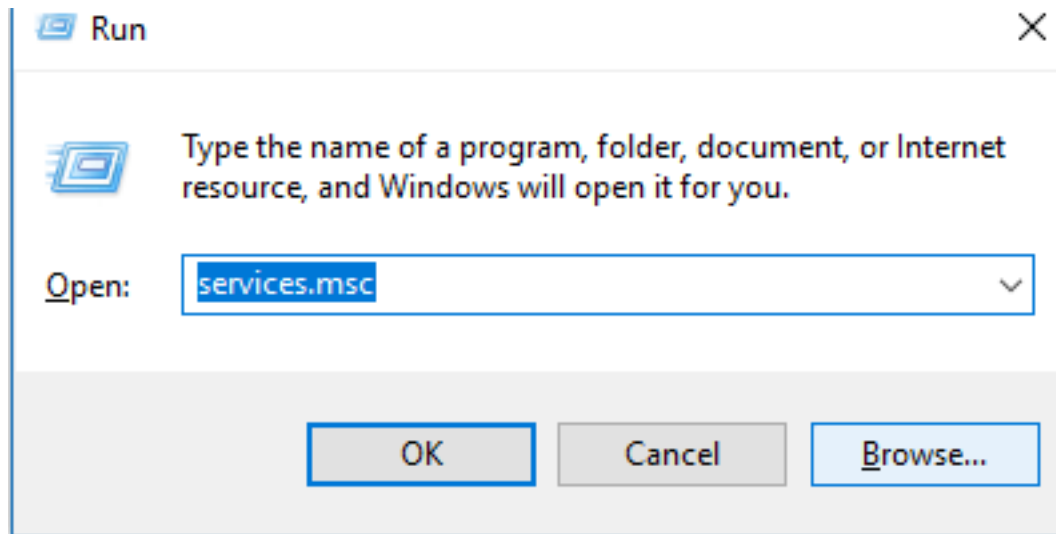 Run
Type the name of a program, folder, document, or Internet
resource, and Windows will open it for you.
Open: services.msc
OK Cancel Browse...